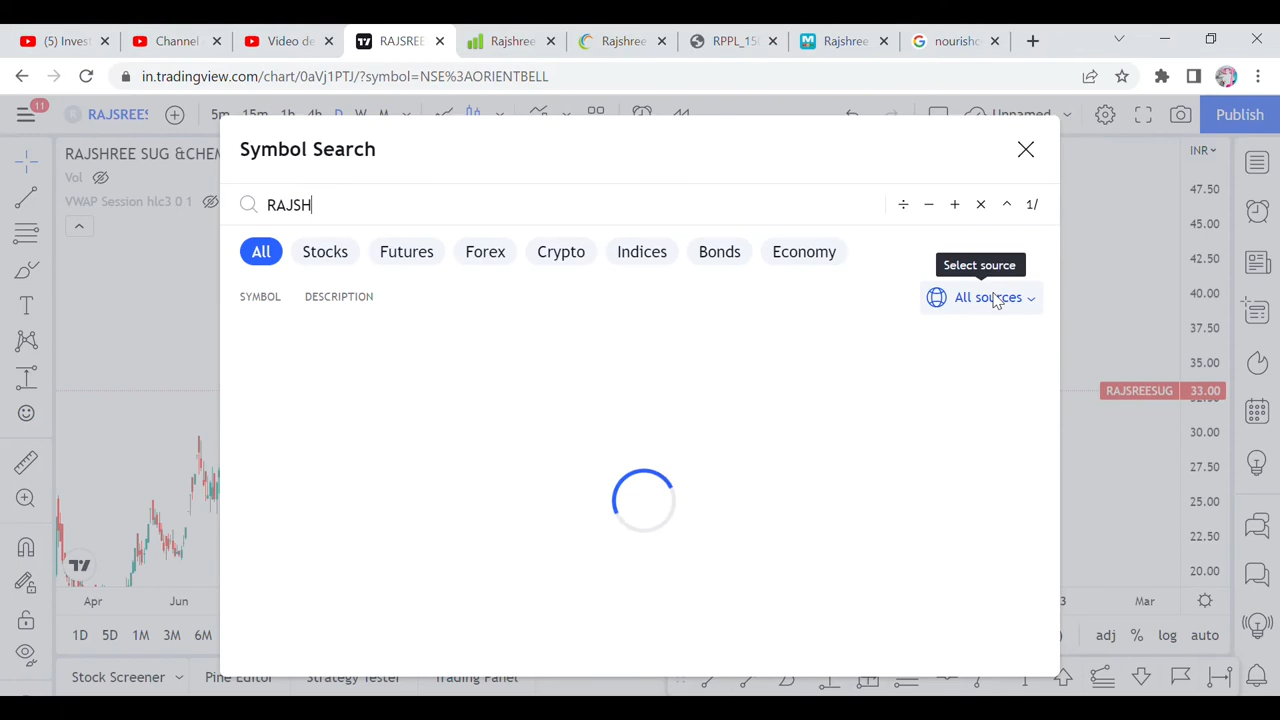 (5) Invest
Channel
Video de
RAJSREE
Rajshree
Rajshree
RPPL_15
Rajshree
nourish
in.tradingview.com/chart/0aVj1PTJ/?symbol=NSE%3AORIENTBELL
11
RAJSREES
5m 15m 1h 4h D W M
Unnamed
Publish
RAJSHREE SUG &CHEM
INR
Vol
VWAP Session hlc3 0 1
Symbol Search
RAJSH
÷ − + × ^ 1/
All Stocks Futures Forex Crypto Indices Bonds Economy
Select source
SYMBOL DESCRIPTION
All sources
47.50
45.00
42.50
40.00
37.50
35.00
RAJSREESUG 33.00
30.00
27.50
25.00
22.50
20.00
Apr Jun 3 Mar
1D 5D 1M 3M 6M
adj % log auto
Stock Screener Pine Editor Strategy Tester Trading Panel